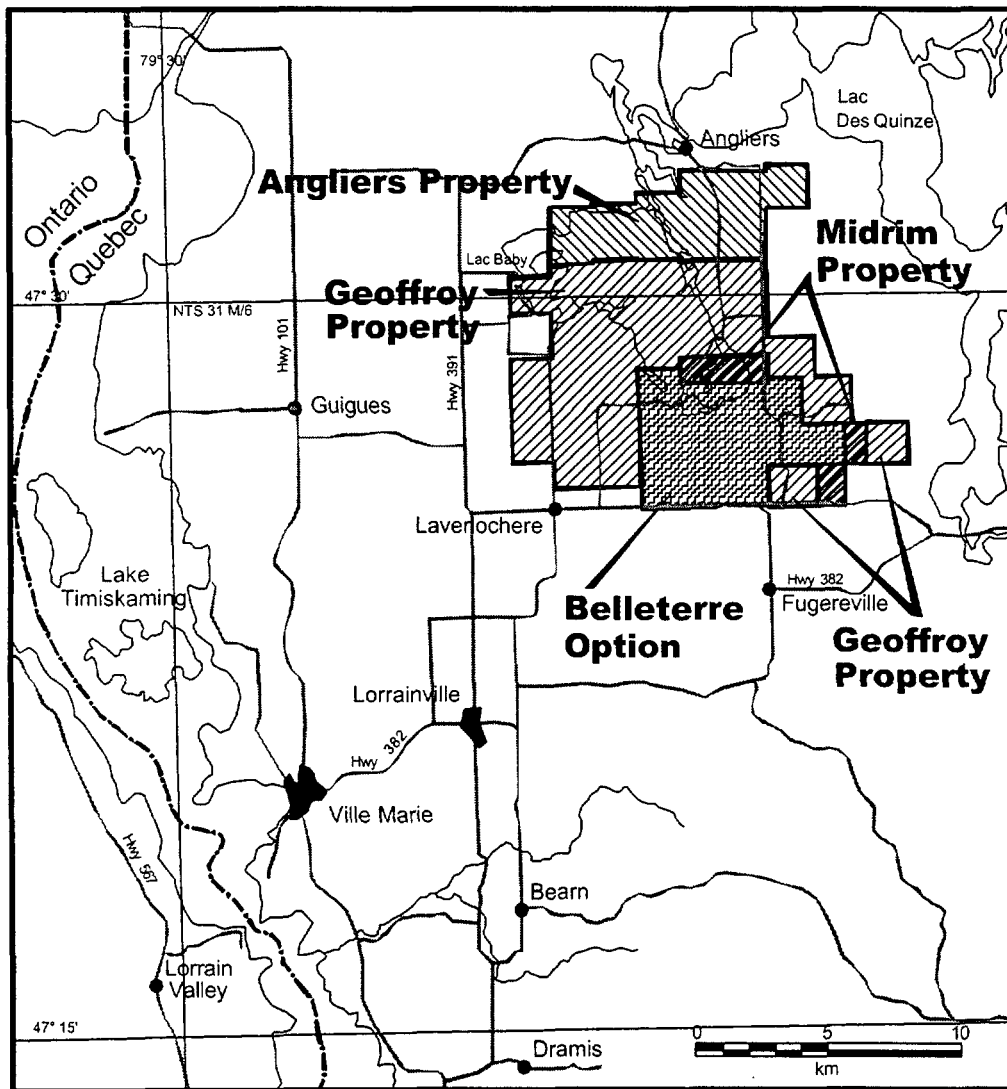 79° 30'
Lac
Des Quinze
Angliers
Ontario
Quebec
Angliers Property
Midrim
Property
Lac Baby
Geoffroy
Property
47° 30'
NTS 31 M/6
Hwy 101
Hwy 391
Guigues
Laverlochere
Lake
Timiskaming
Hwy 382
Fugereville
Belleterre
Option
Geoffroy
Property
Lorrainville
Hwy 382
Ville Marie
Hwy 567
Bearn
Lorrain
Valley
47° 15'
0 5 10
km
Dramis